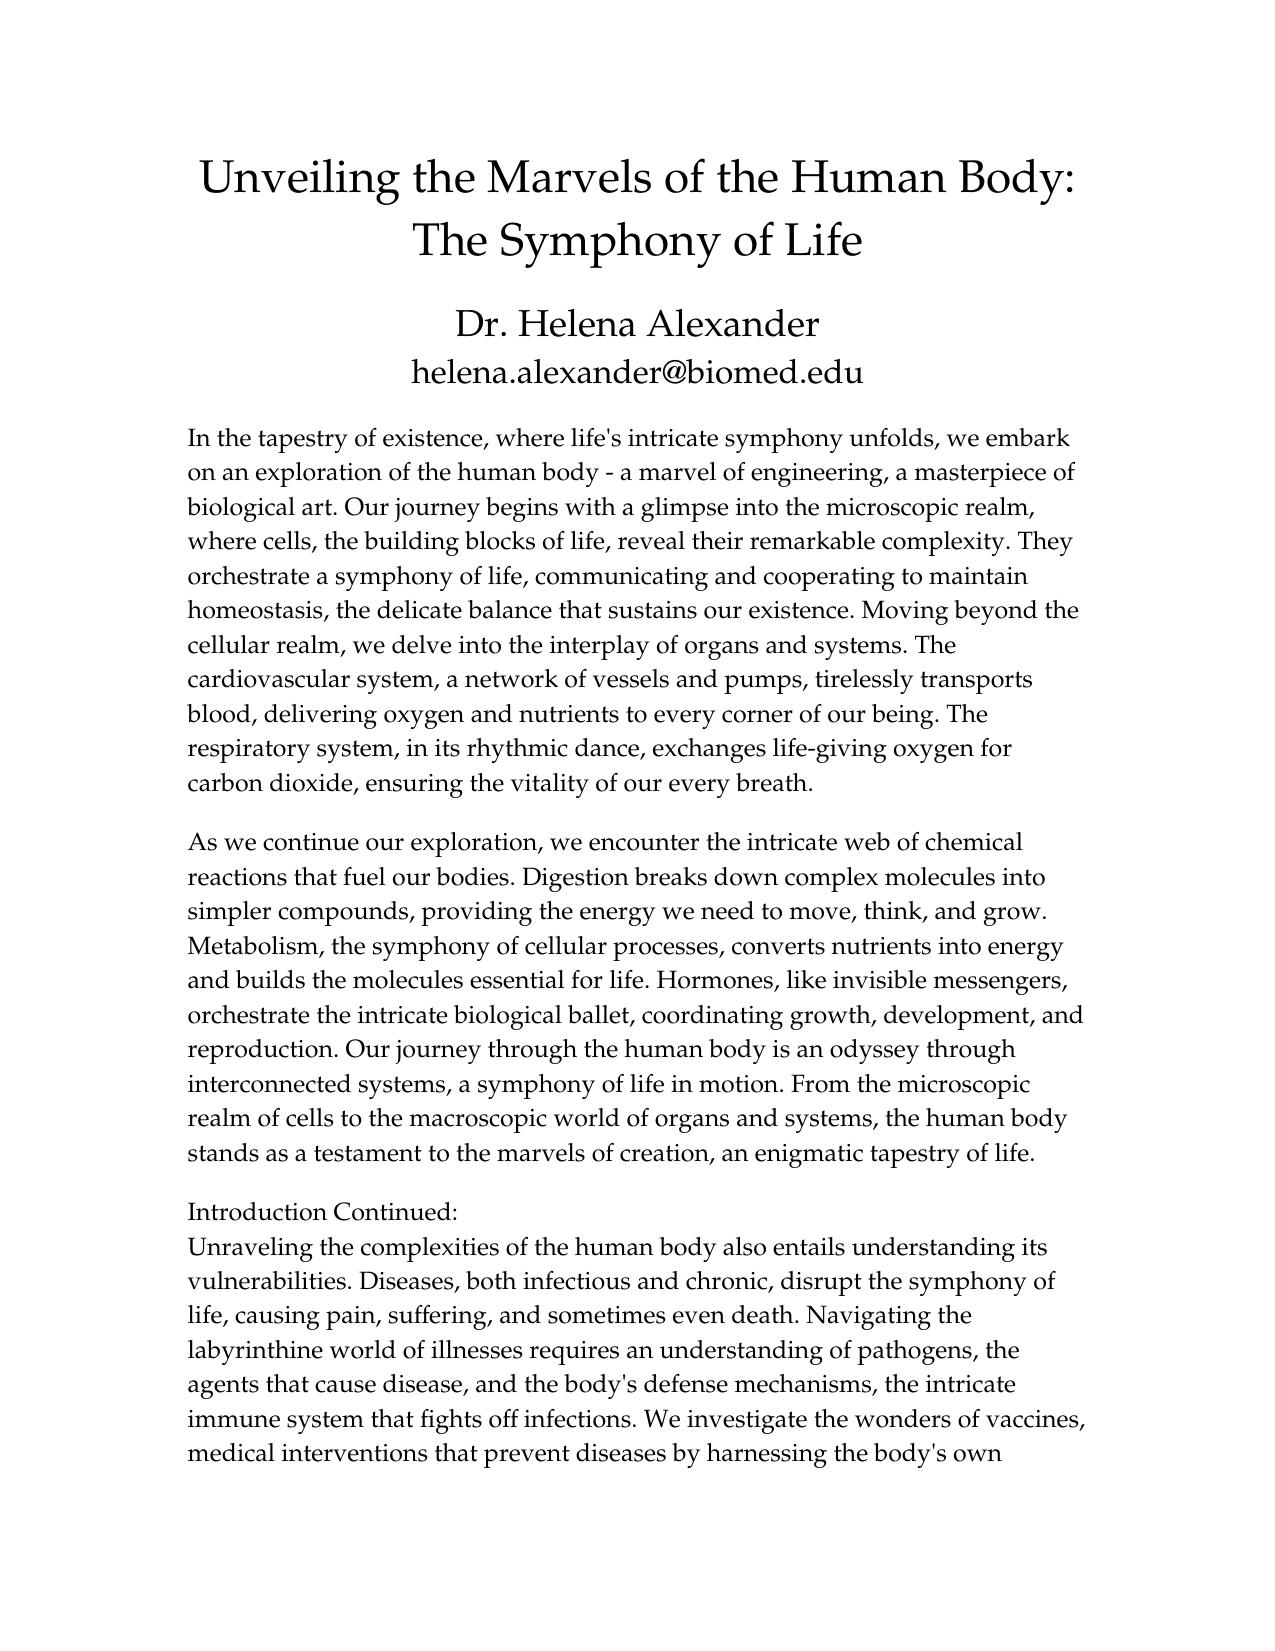 Unveiling the Marvels of the Human Body:
The Symphony of Life
Dr. Helena Alexander
helena.alexander@biomed.edu
In the tapestry of existence, where life's intricate symphony unfolds, we embark
on an exploration of the human body - a marvel of engineering, a masterpiece of
biological art. Our journey begins with a glimpse into the microscopic realm,
where cells, the building blocks of life, reveal their remarkable complexity. They
orchestrate a symphony of life, communicating and cooperating to maintain
homeostasis, the delicate balance that sustains our existence. Moving beyond the
cellular realm, we delve into the interplay of organs and systems. The
cardiovascular system, a network of vessels and pumps, tirelessly transports
blood, delivering oxygen and nutrients to every corner of our being. The
respiratory system, in its rhythmic dance, exchanges life-giving oxygen for
carbon dioxide, ensuring the vitality of our every breath.
As we continue our exploration, we encounter the intricate web of chemical
reactions that fuel our bodies. Digestion breaks down complex molecules into
simpler compounds, providing the energy we need to move, think, and grow.
Metabolism, the symphony of cellular processes, converts nutrients into energy
and builds the molecules essential for life. Hormones, like invisible messengers,
orchestrate the intricate biological ballet, coordinating growth, development, and
reproduction. Our journey through the human body is an odyssey through
interconnected systems, a symphony of life in motion. From the microscopic
realm of cells to the macroscopic world of organs and systems, the human body
stands as a testament to the marvels of creation, an enigmatic tapestry of life.
Introduction Continued:
Unraveling the complexities of the human body also entails understanding its
vulnerabilities. Diseases, both infectious and chronic, disrupt the symphony of
life, causing pain, suffering, and sometimes even death. Navigating the
labyrinthine world of illnesses requires an understanding of pathogens, the
agents that cause disease, and the body's defense mechanisms, the intricate
immune system that fights off infections. We investigate the wonders of vaccines,
medical interventions that prevent diseases by harnessing the body's own